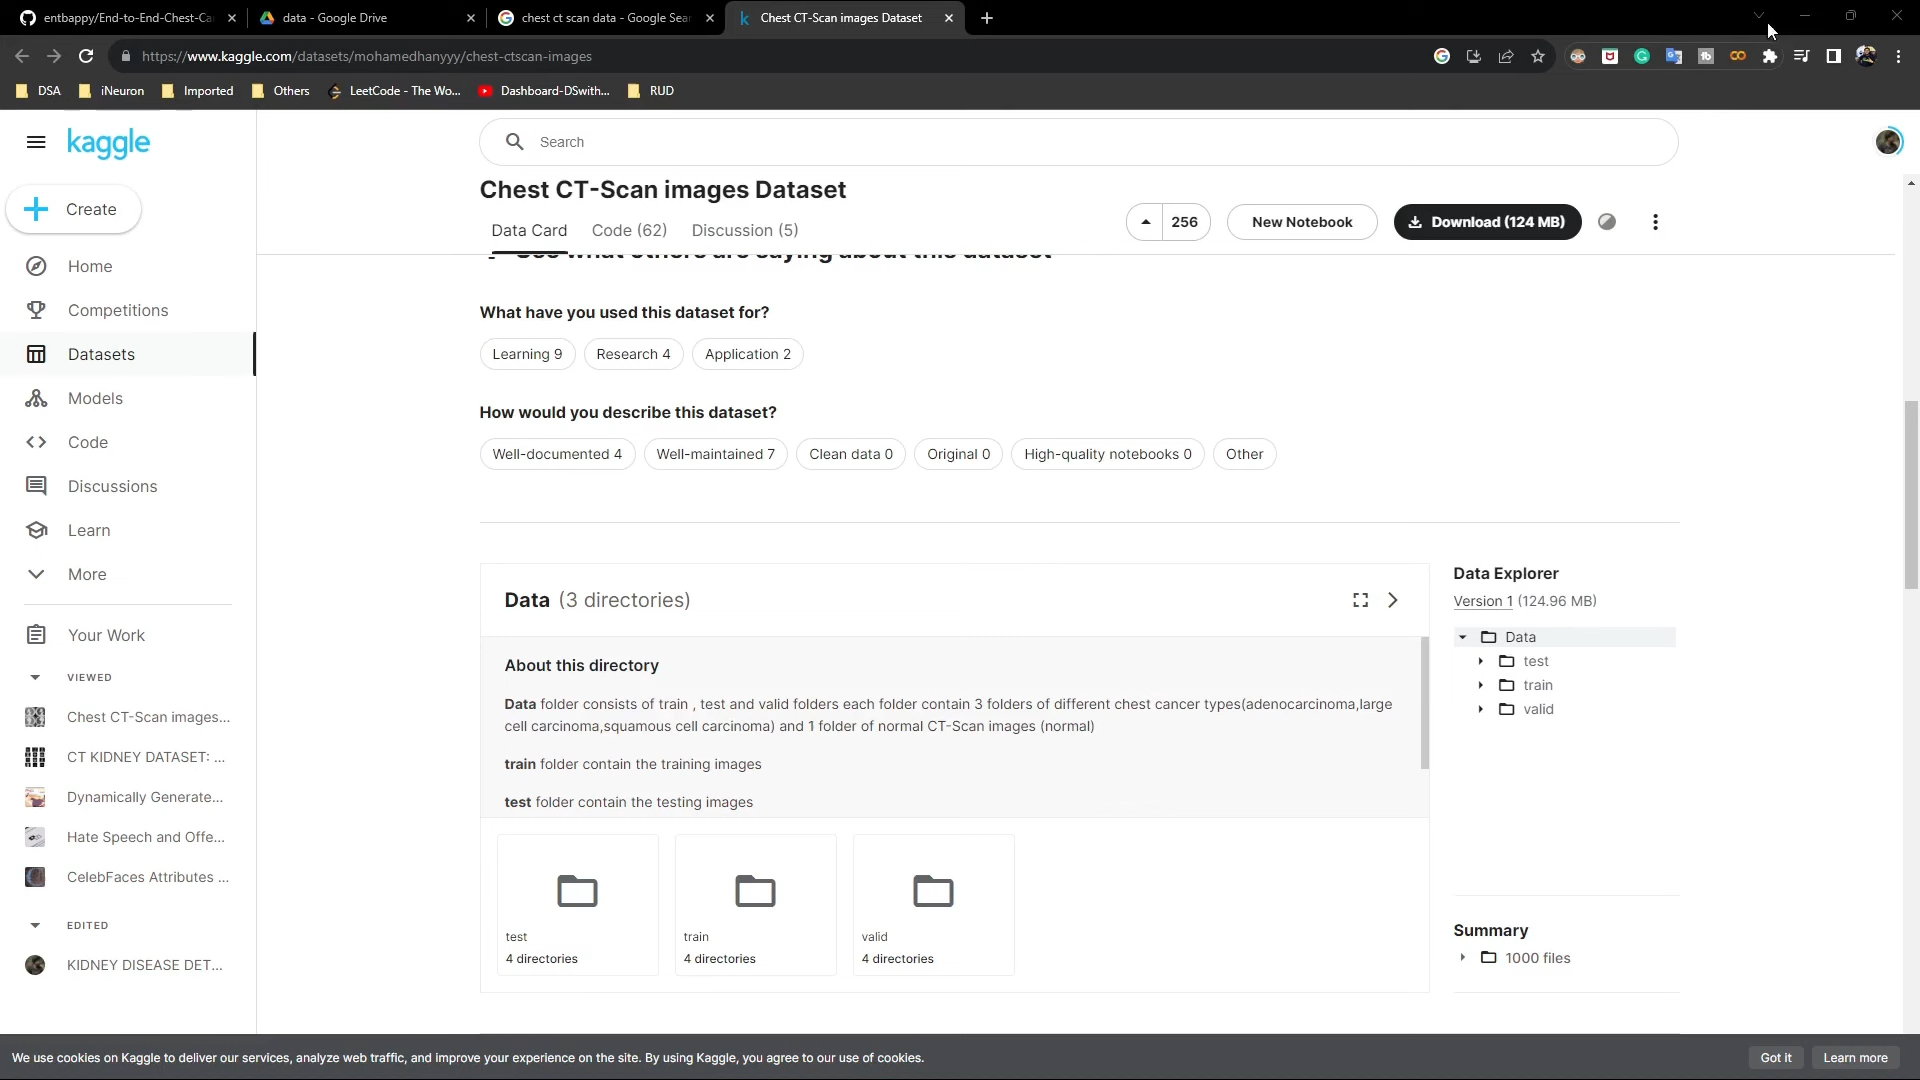 entbappy/End-to-End-Chest-Ca
data - Google Drive
chest ct scan data - Google Sear
Chest CT-Scan images Dataset
https://www.kaggle.com/datasets/mohamedhanyyy/chest-ctscan-images
DSA
iNeuron
Imported
Others
LeetCode - The Wo...
Dashboard-DSwith...
RUD
kaggle
Search
Create
Home
Competitions
Datasets
Models
Code
Discussions
Learn
More
Your Work
VIEWED
Chest CT-Scan images...
CT KIDNEY DATASET: ...
Dynamically Generate...
Hate Speech and Offe...
CelebFaces Attributes ...
EDITED
KIDNEY DISEASE DET...
Chest CT-Scan images Dataset
Data Card
Code (62)
Discussion (5)
256
New Notebook
Download (124 MB)
See what others are saying about this dataset
What have you used this dataset for?
Learning 9
Research 4
Application 2
How would you describe this dataset?
Well-documented 4
Well-maintained 7
Clean data 0
Original 0
High-quality notebooks 0
Other
Data (3 directories)
About this directory
Data folder consists of train , test and valid folders each folder contain 3 folders of different chest cancer types(adenocarcinoma,large
cell carcinoma,squamous cell carcinoma) and 1 folder of normal CT-Scan images (normal)
train folder contain the training images
test folder contain the testing images
test
4 directories
train
4 directories
valid
4 directories
Data Explorer
Version 1 (124.96 MB)
Data
test
train
valid
Summary
1000 files
We use cookies on Kaggle to deliver our services, analyze web traffic, and improve your experience on the site. By using Kaggle, you agree to our use of cookies.
Got it
Learn more